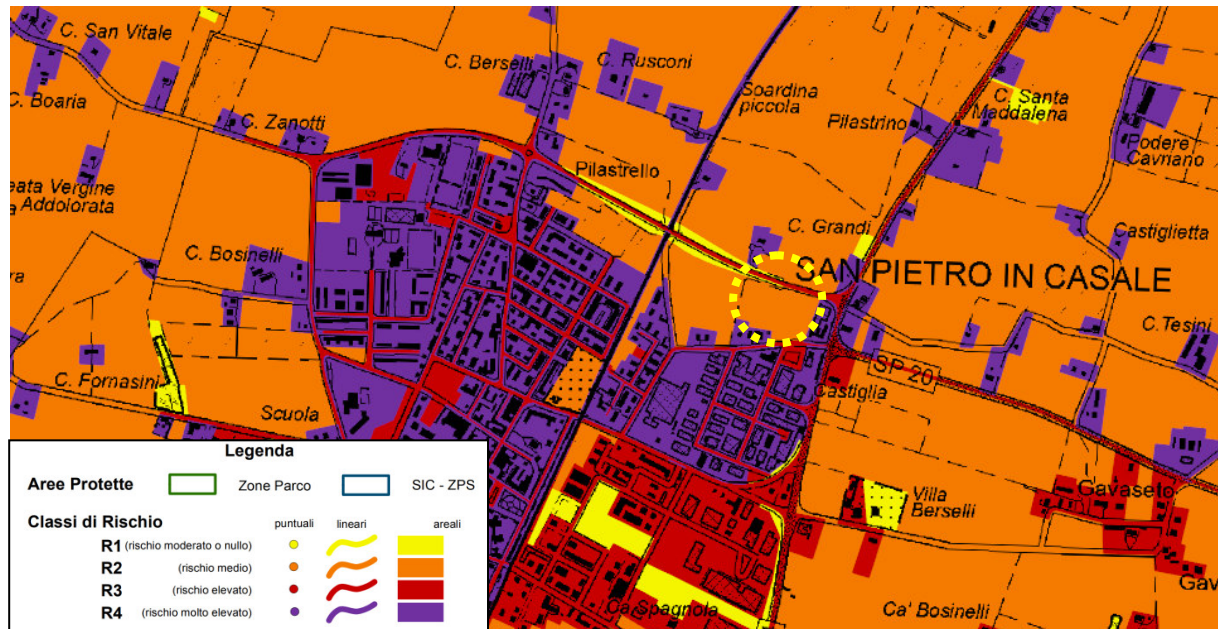 C. San Vitale
C. Berselli
C. Rusconi
C. Boaria
C. Zanotti
Soardina
piccola
C. Santa
Maddalena
Pilastrino
Podere
Cavriano
Pilastrello
eata Vergine
Addolorata
C. Grandi
Castiglietta
C. Bosinelli
SAN PIETRO IN CASALE
ra
C.Tesini
SP 20
C. Fornasini
Castiglia
Scuola
Villa
Berselli
Gavaseto
Gav
Ca' Bosinelli
Ca Spagnola
Legenda
Aree Protette Zone Parco SIC - ZPS
Classi di Rischio puntuali lineari areali
R1 (rischio moderato o nullo)
R2 (rischio medio)
R3 (rischio elevato)
R4 (rischio molto elevato)